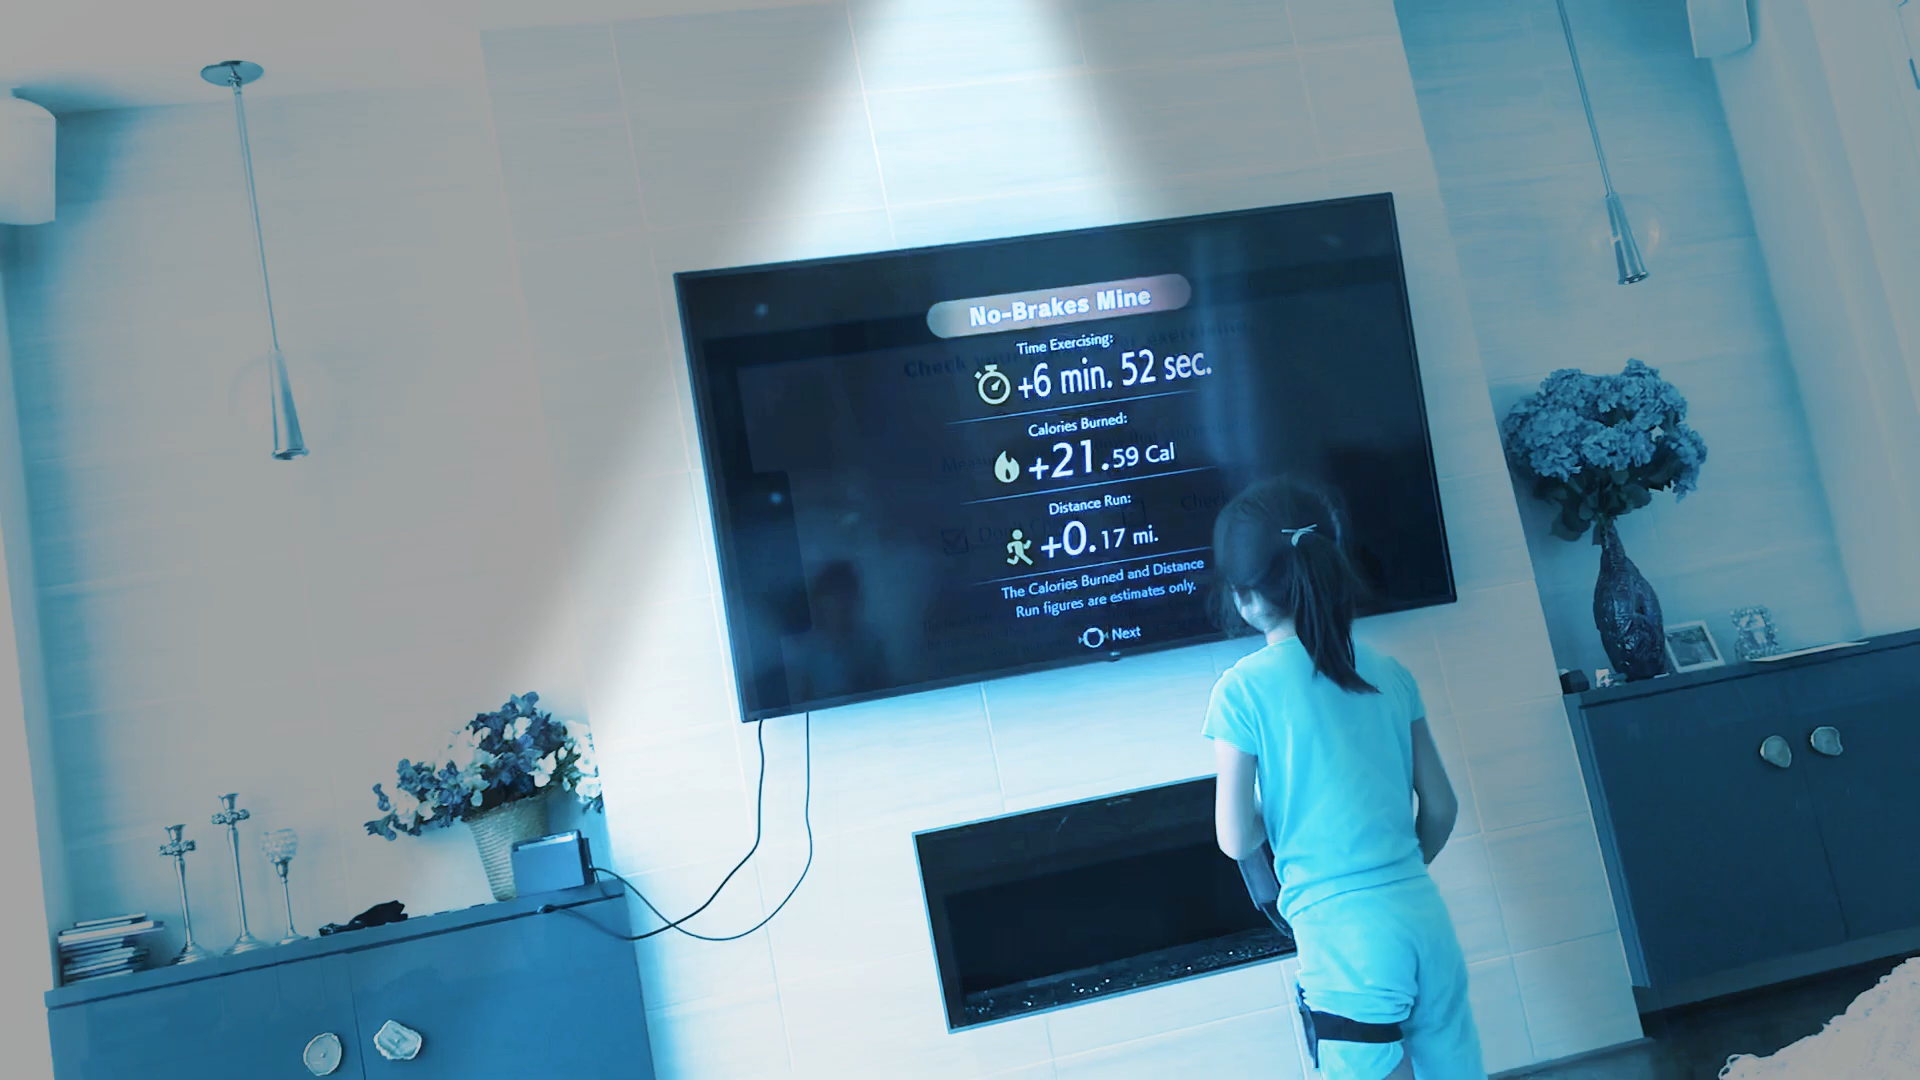 No-Brakes Mine
Time Exercising:
+6 min. 52 sec.
Calories Burned:
+21.59 Cal
Distance Run:
+0.17 mi.
The Calories Burned and Distance
Run figures are estimates only.
Next